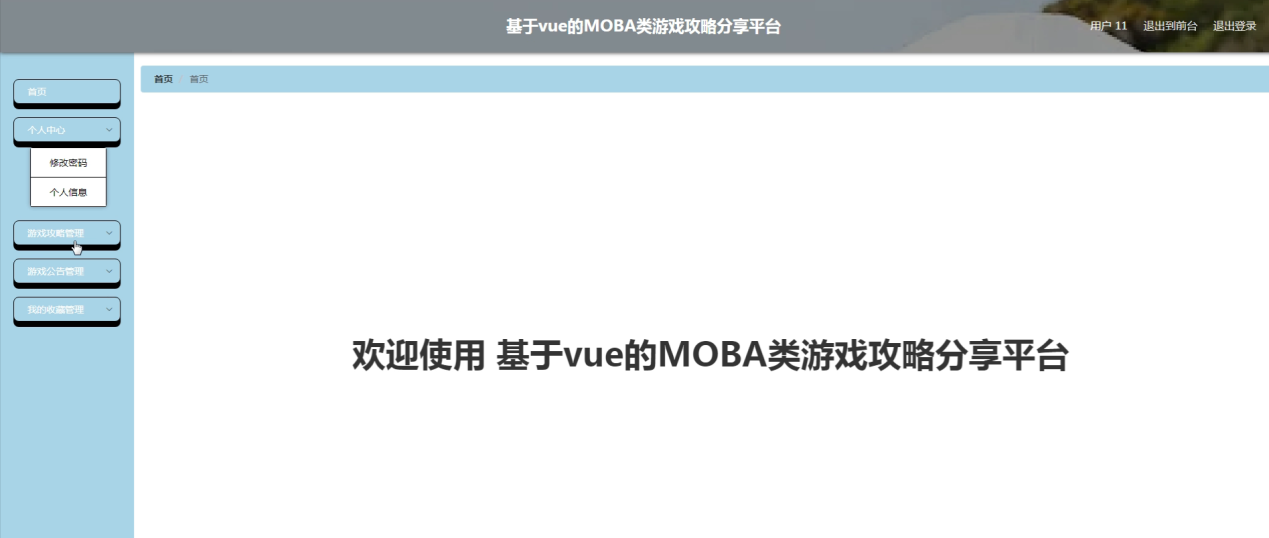 基于vue的MOBA类游戏攻略分享平台
用户 11 退出到前台 退出登录
首页 首页
首页
个人中心
修改密码
个人信息
游戏攻略管理
游戏公告管理
我的收藏管理
欢迎使用 基于vue的MOBA类游戏攻略分享平台